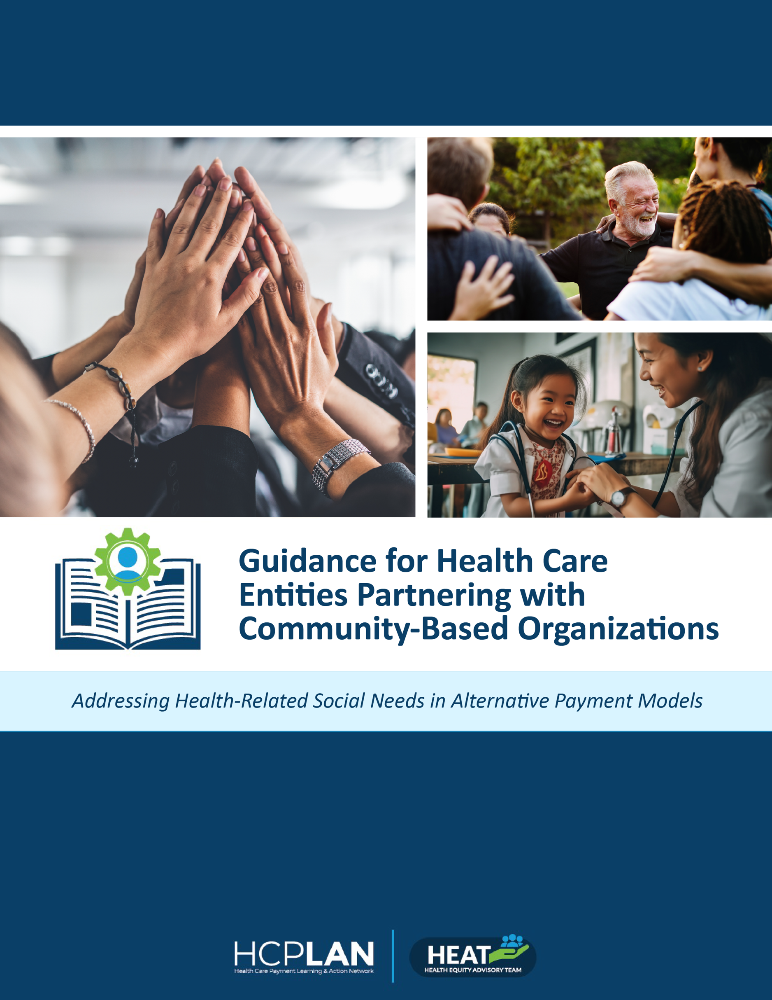 Guidance for Health Care
Entities Partnering with
Community-Based Organizations
Addressing Health-Related Social Needs in Alternative Payment Models
HCPLAN
Health Care Payment Learning & Action Network
HEAT
HEALTH EQUITY ADVISORY TEAM